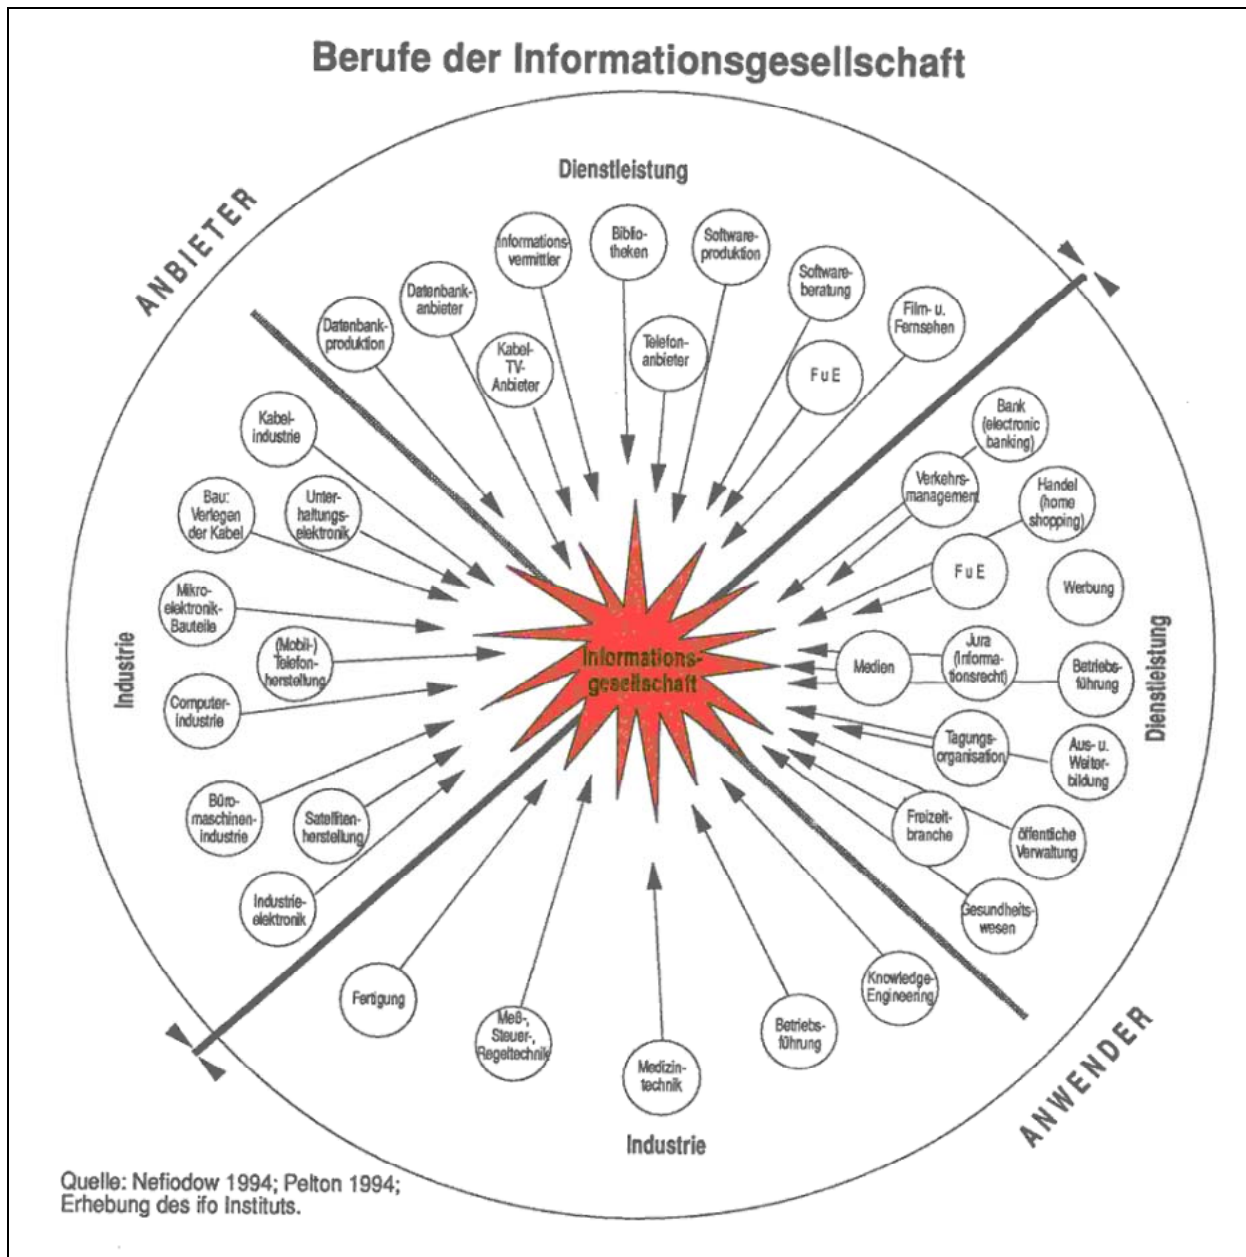 Berufe der Informationsgesellschaft
ANBIETER
Dienstleistung
Datenbank-
produktion
Datenbank-
anbieter
Informations-
vermittler
Kabel-
TV-
Anbieter
Biblio-
theken
Telefon-
anbieter
Software-
produktion
Software-
beratung
F u E
Film- u.
Fernsehen
Industrie
Kabel-
industrie
Bau:
Verlegen
der Kabel
Unter-
haltungs-
elektronik
Mikro-
elektronik-
Bauteile
(Mobil-)
Telefon-
herstellung
Computer-
industrie
Büro-
maschinen-
industrie
Satelliten-
herstellung
Industrie-
elektronik
Informations-
gesellschaft
Bank
(electronic
banking)
Verkehrs-
management
Handel
(home
shopping)
F u E
Werbung
Medien
Jura
(Informa-
tionsrecht)
Betriebs-
führung
Dienstleistung
Tagungs-
organisation
Aus- u.
Weiter-
bildung
Freizeit-
branche
öffentliche
Verwaltung
Gesundheits-
wesen
Fertigung
Meß-,
Steuer-,
Regeltechnik
Medizin-
technik
Betriebs-
führung
Knowledge-
Engineering
Industrie
ANWENDER
Quelle: Nefiodow 1994; Pelton 1994;
Erhebung des ifo Instituts.